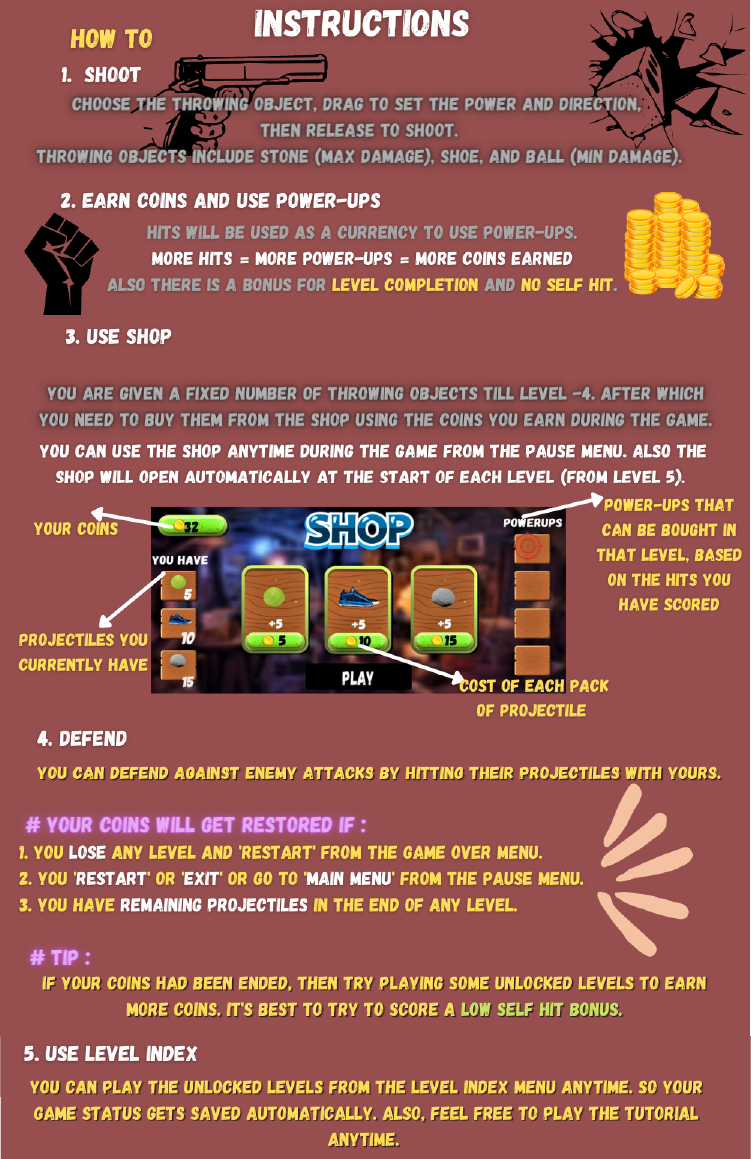 INSTRUCTIONS
HOW TO
1. SHOOT
CHOOSE THE THROWING OBJECT, DRAG TO SET THE POWER AND DIRECTION,
THEN RELEASE TO SHOOT.
THROWING OBJECTS INCLUDE STONE (MAX DAMAGE), SHOE, AND BALL (MIN DAMAGE).
2. EARN COINS AND USE POWER-UPS
HITS WILL BE USED AS A CURRENCY TO USE POWER-UPS.
MORE HITS = MORE POWER-UPS = MORE COINS EARNED
ALSO THERE IS A BONUS FOR LEVEL COMPLETION AND NO SELF HIT.
3. USE SHOP
YOU ARE GIVEN A FIXED NUMBER OF THROWING OBJECTS TILL LEVEL -4. AFTER WHICH
YOU NEED TO BUY THEM FROM THE SHOP USING THE COINS YOU EARN DURING THE GAME.
YOU CAN USE THE SHOP ANYTIME DURING THE GAME FROM THE PAUSE MENU. ALSO THE
SHOP WILL OPEN AUTOMATICALLY AT THE START OF EACH LEVEL (FROM LEVEL 5).
YOUR COINS
32
SHOP
POWERUPS
POWER-UPS THAT
CAN BE BOUGHT IN
THAT LEVEL, BASED
ON THE HITS YOU
HAVE SCORED
YOU HAVE
5
10
15
+5
+5
+5
5
10
15
PLAY
PROJECTILES YOU
CURRENTLY HAVE
COST OF EACH PACK
OF PROJECTILE
4. DEFEND
YOU CAN DEFEND AGAINST ENEMY ATTACKS BY HITTING THEIR PROJECTILES WITH YOURS.
# YOUR COINS WILL GET RESTORED IF :
1. YOU LOSE ANY LEVEL AND 'RESTART' FROM THE GAME OVER MENU.
2. YOU 'RESTART' OR 'EXIT' OR GO TO 'MAIN MENU' FROM THE PAUSE MENU.
3. YOU HAVE REMAINING PROJECTILES IN THE END OF ANY LEVEL.
# TIP :
IF YOUR COINS HAD BEEN ENDED, THEN TRY PLAYING SOME UNLOCKED LEVELS TO EARN
MORE COINS. IT'S BEST TO TRY TO SCORE A LOW SELF HIT BONUS.
5. USE LEVEL INDEX
YOU CAN PLAY THE UNLOCKED LEVELS FROM THE LEVEL INDEX MENU ANYTIME. SO YOUR
GAME STATUS GETS SAVED AUTOMATICALLY. ALSO, FEEL FREE TO PLAY THE TUTORIAL
ANYTIME.